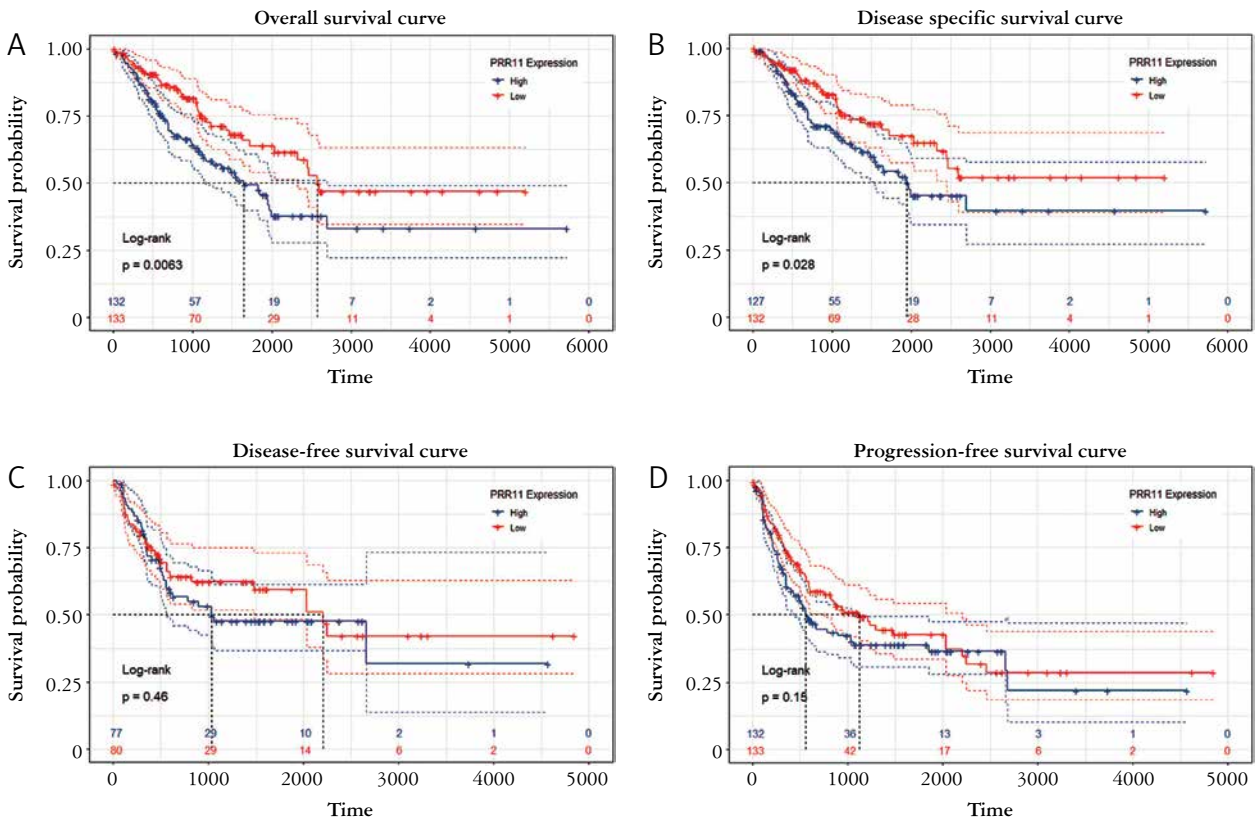 Overall survival curve
A
Survival probability
1.00
0.75
0.50
0.25
0
PRR11 Expression
High
Low
Log-rank
p = 0.0063
132 57 19 7 2 1 0
133 70 29 11 4 1 0
0 1000 2000 3000 4000 5000 6000
Time
Disease specific survival curve
B
Survival probability
1.00
0.75
0.50
0.25
0
PRR11 Expression
High
Low
Log-rank
p = 0.028
127 55 19 7 2 1 0
132 69 28 11 4 1 0
0 1000 2000 3000 4000 5000 6000
Time
Disease-free survival curve
C
Survival probability
1.00
0.75
0.50
0.25
0
PRR11 Expression
High
Low
Log-rank
p = 0.46
77 29 10 2 1 0
80 29 14 6 2 0
0 1000 2000 3000 4000 5000
Time
Progression-free survival curve
D
Survival probability
1.00
0.75
0.50
0.25
0
PRR11 Expression
High
Low
Log-rank
p = 0.15
132 36 13 3 1 0
133 42 17 6 2 0
0 1000 2000 3000 4000 5000
Time